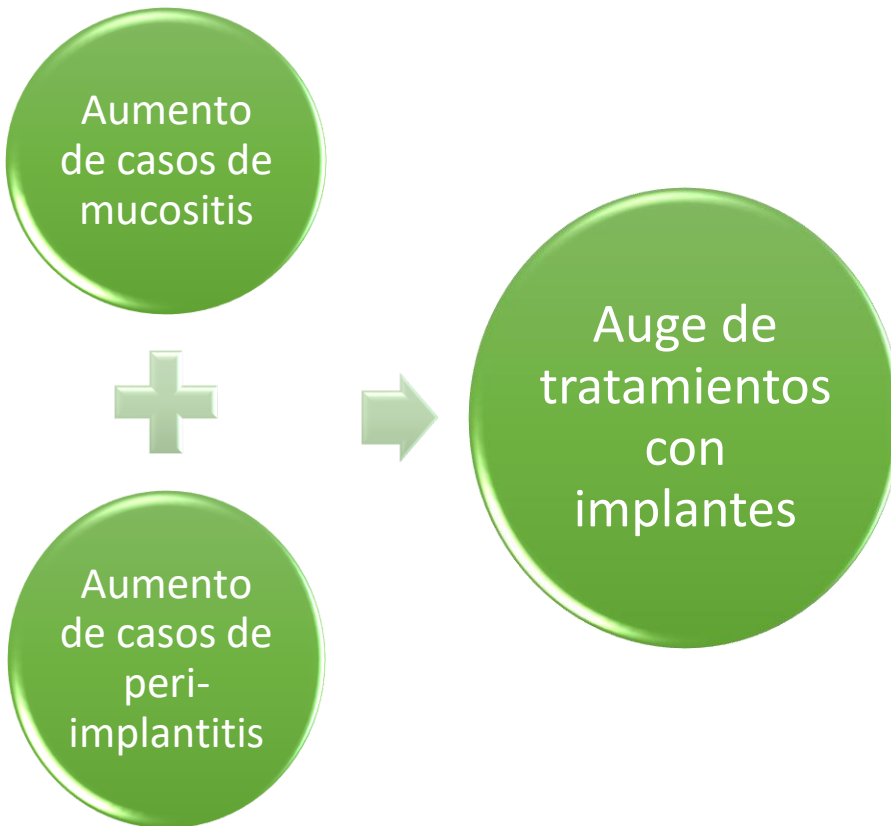 Aumento
de casos de
mucositis
Aumento
de casos de
peri-
implantitis
Auge de
tratamientos
con
implantes